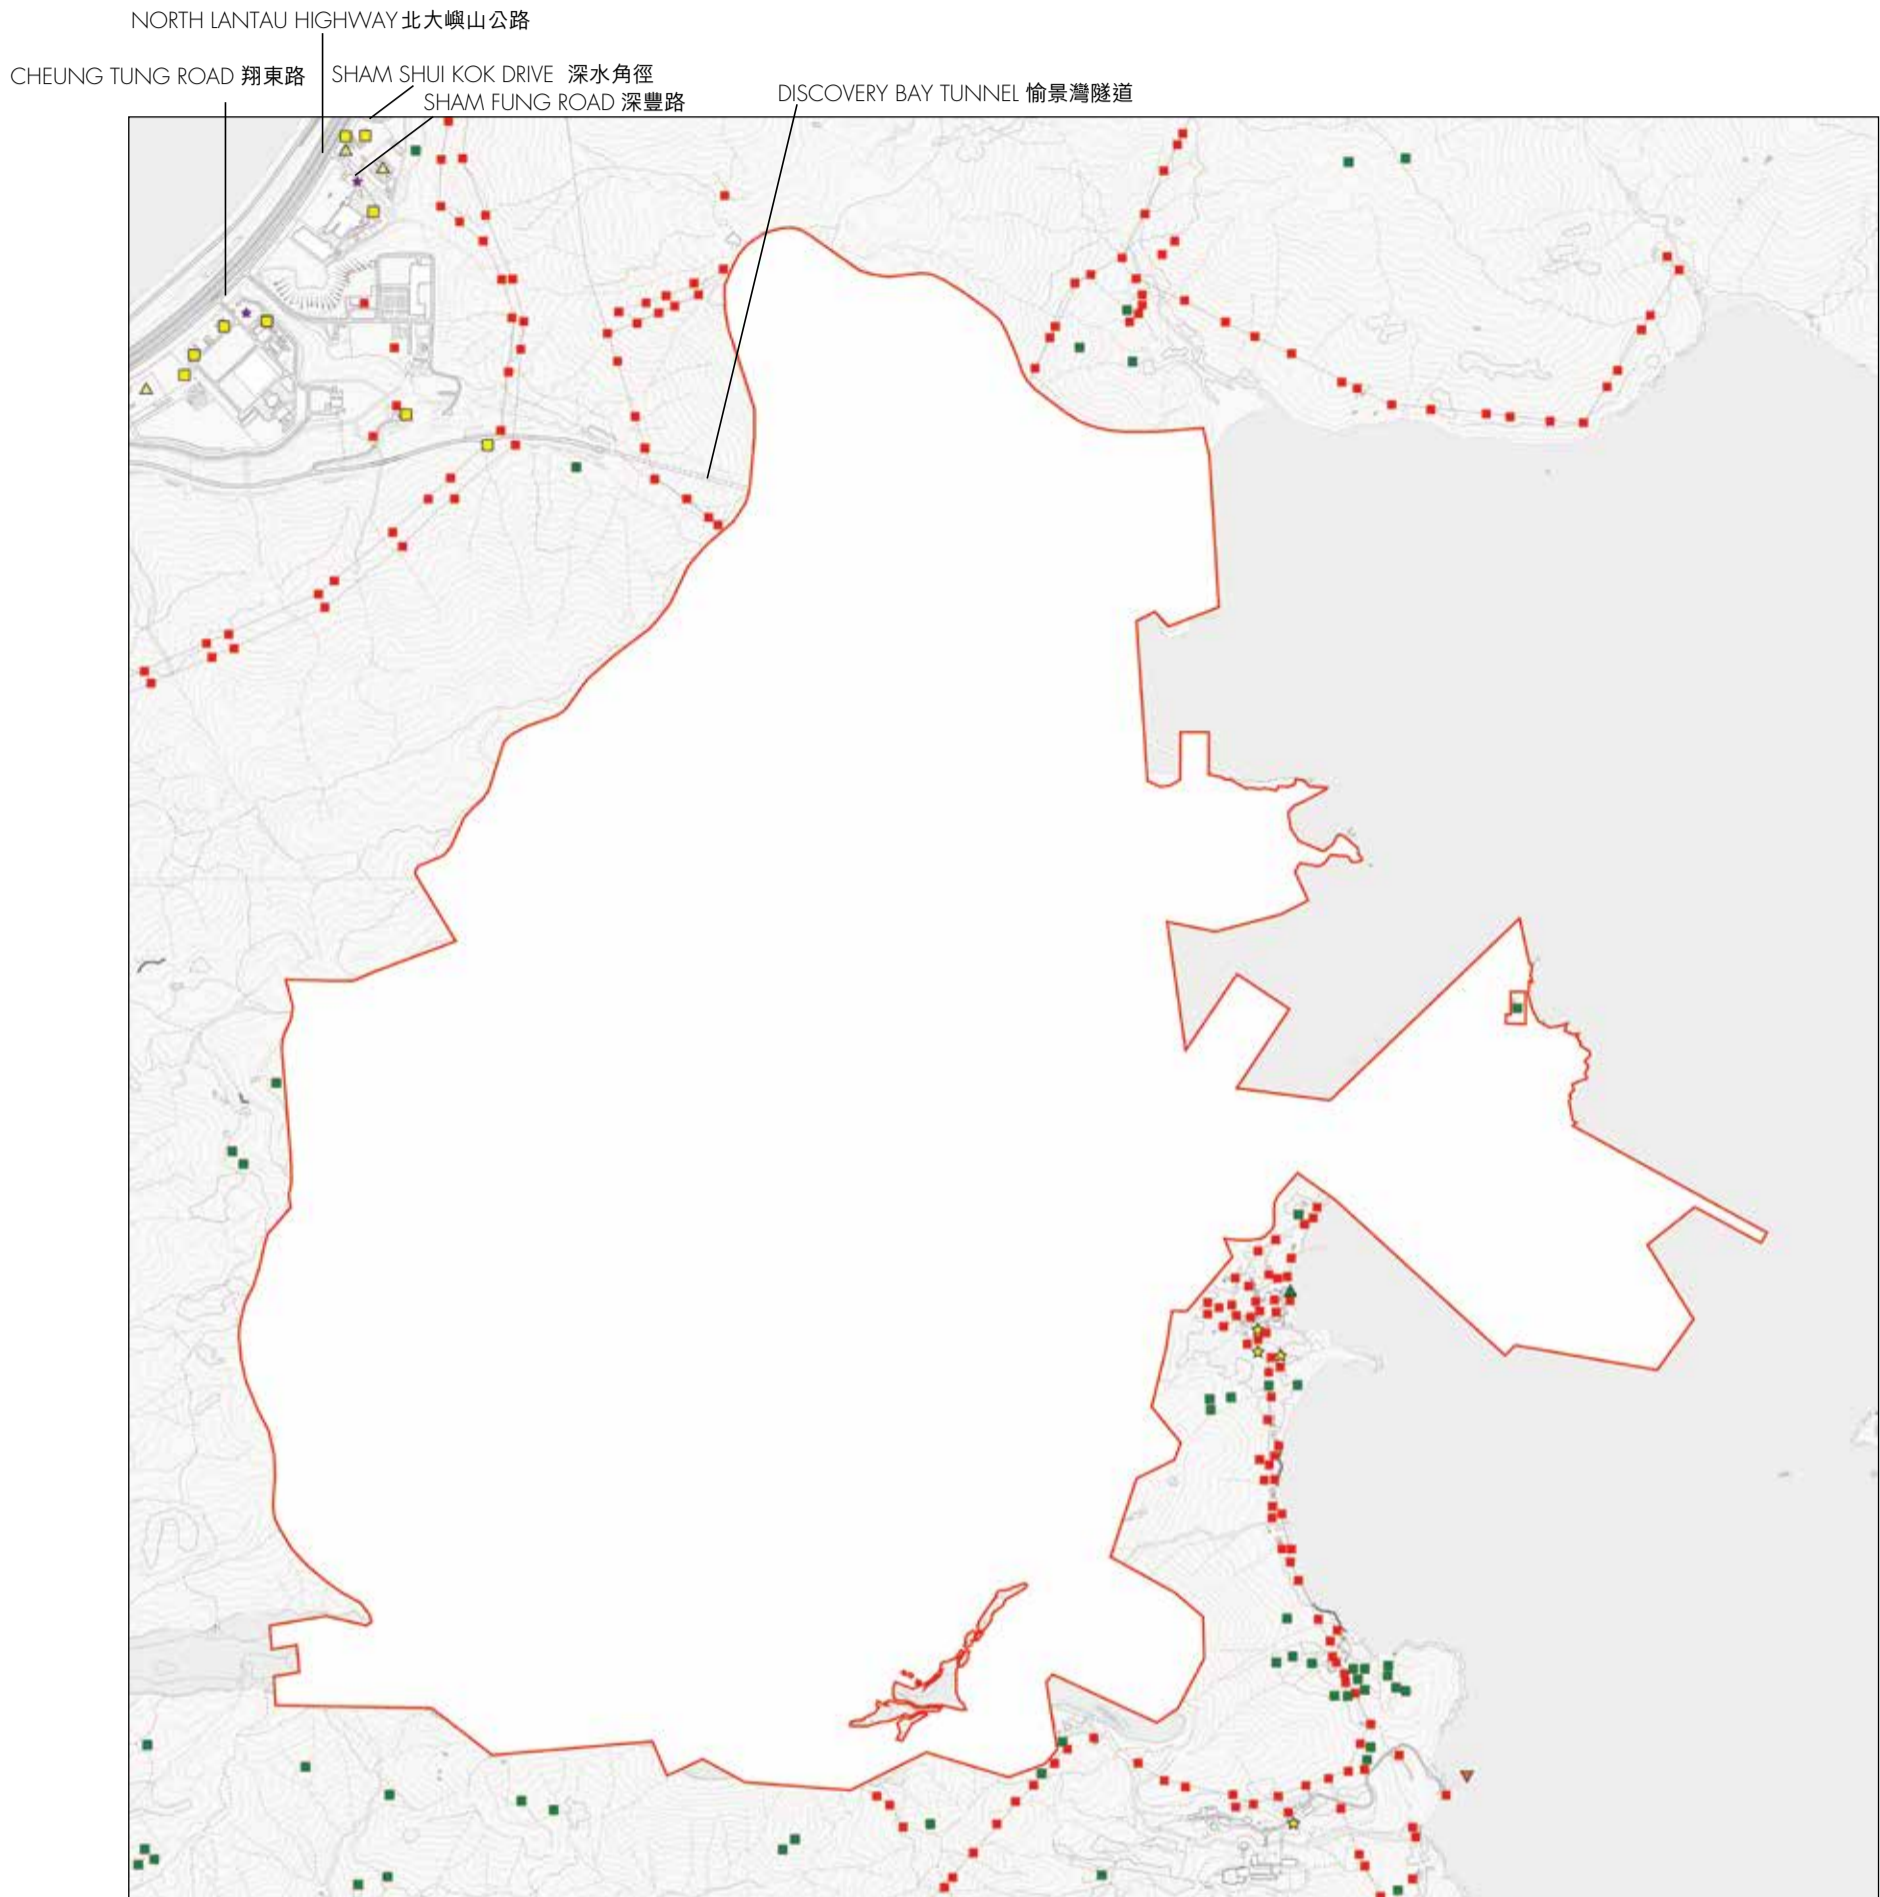 NORTH LANTAU HIGHWAY 北大嶼山公路
CHEUNG TUNG ROAD 翔東路
SHAM SHUI KOK DRIVE 深水角徑
SHAM FUNG ROAD 深豐路
DISCOVERY BAY TUNNEL 愉景灣隧道